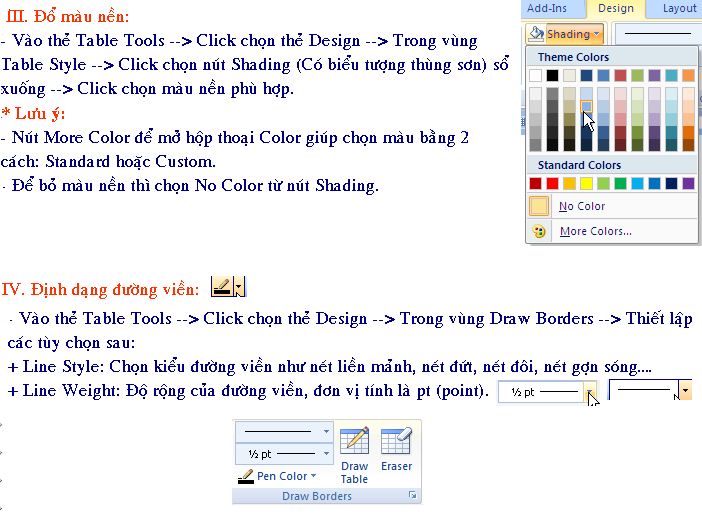 III. Đổ màu nền:
- Vào thẻ Table Tools --> Click chọn thẻ Design --> Trong vùng
Table Style --> Click chọn nút Shading (Có biểu tượng thùng sơn) sổ
xuống --> Click chọn màu nền phù hợp.
* Lưu ý:
- Nút More Color để mở hộp thoại Color giúp chọn màu bằng 2
cách: Standard hoặc Custom.
- Để bỏ màu nền thì chọn No Color từ nút Shading.
Add-Ins Design Layout
Shading
Theme Colors
Standard Colors
No Color
More Colors...
IV. Định dạng đường viền:
- Vào thẻ Table Tools --> Click chọn thẻ Design --> Trong vùng Draw Borders --> Thiết lập
các tùy chọn sau:
+ Line Style: Chọn kiểu đường viền như nét liền mảnh, nét đứt, nét đôi, nét gợn sóng....
+ Line Weight: Độ rộng của đường viền, đơn vị tính là pt (point). ½ pt
½ pt
Pen Color
Draw Table
Eraser
Draw Borders